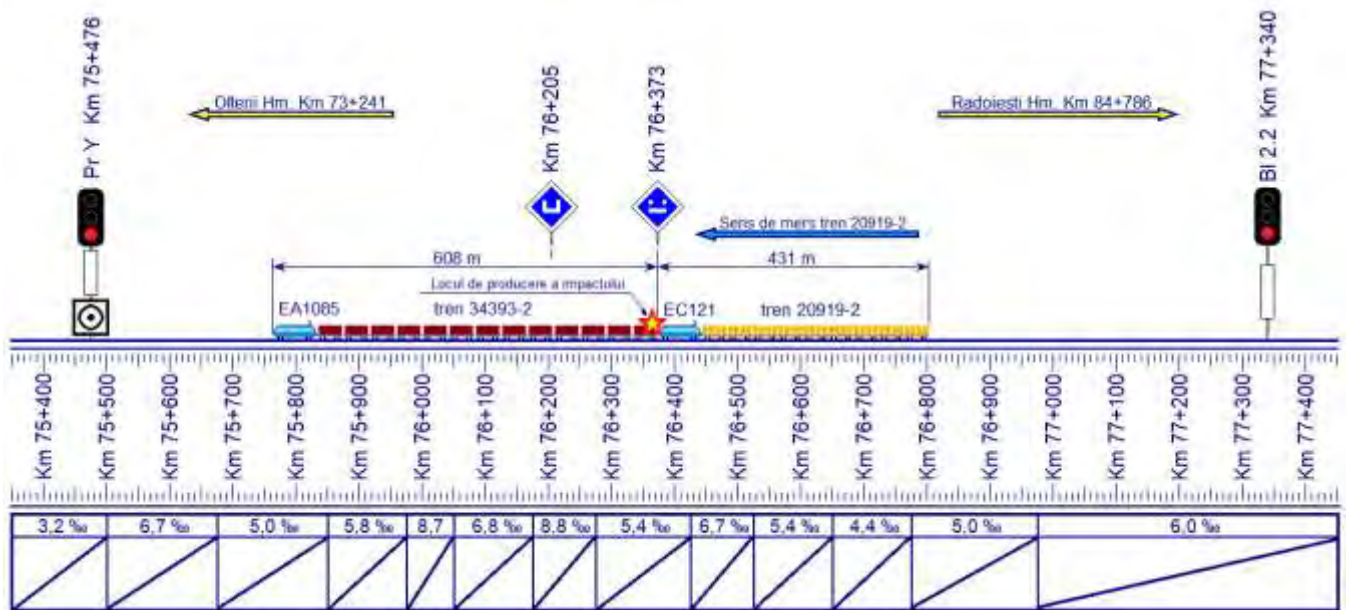 Pr Y Km 75+476
Olteni Hm. Km 73+241
Km 76+205
Km 76+373
Radoiesti Hm. Km 84+786
Bl 2.2 Km 77+340
Sens de mers tren 20919-2
608 m
431 m
Locul de producere a impactului
EA1085
tren 34393-2
EC121
tren 20919-2
Km 75+400
Km 75+500
Km 75+600
Km 75+700
Km 75+800
Km 75+900
Km 76+000
Km 76+100
Km 76+200
Km 76+300
Km 76+400
Km 76+500
Km 76+600
Km 76+700
Km 76+800
Km 76+900
Km 77+000
Km 77+100
Km 77+200
Km 77+300
Km 77+400
3,2 ‰
6,7 ‰
5,0 ‰
5,8 ‰
8,7
6,8 ‰
8,8 ‰
5,4 ‰
6,7 ‰
5,4 ‰
4,4 ‰
5,0 ‰
6,0 ‰